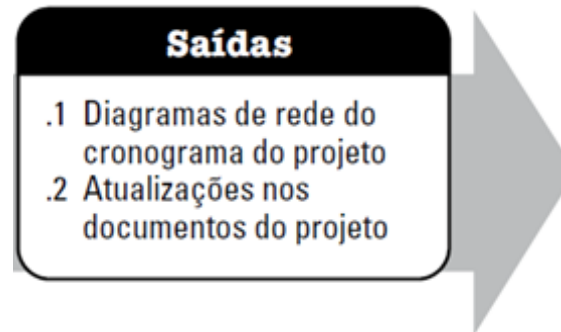 Saídas
.1 Diagramas de rede do
cronograma do projeto
.2 Atualizações nos
documentos do projeto